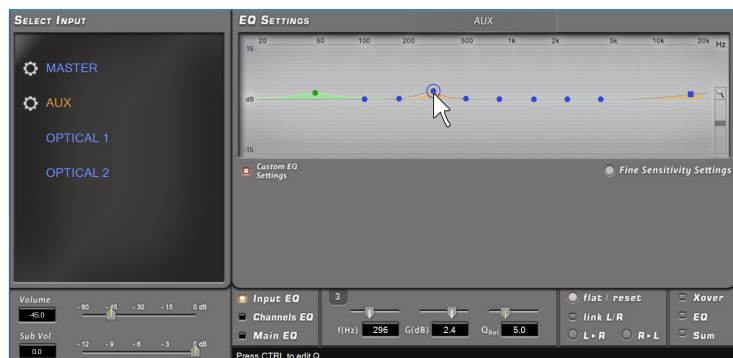 Select Input
EQ Settings
AUX
20 50 100 200 500 1k 2k 5k 10k 20k Hz
15
dB
-15
MASTER
AUX
OPTICAL 1
OPTICAL 2
Custom EQ
Settings
Fine Sensitivity Settings
Volume
-45.0
-60 -45 -30 -15 0 dB
Sub Vol
0.0
-12 -9 -6 -3 0 dB
Input EQ
Channels EQ
Main EQ
3
f(Hz) 296 G(dB) 2.4 QRel 5.0
flat / reset
link L/R
L▸R R▸L
Xover
EQ
Sum
Press CTRL to edit Q